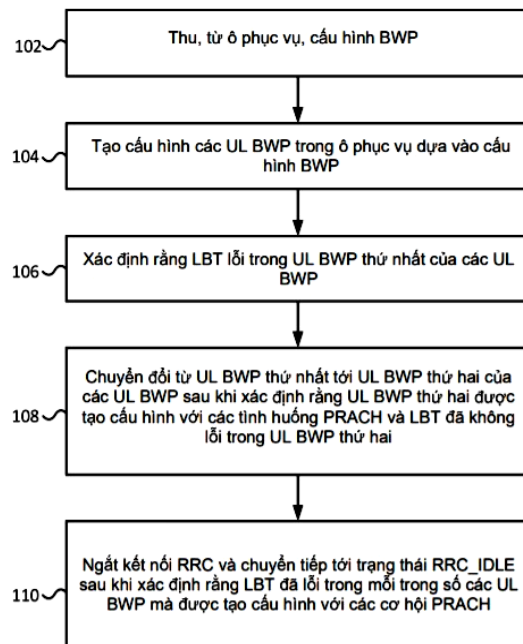 102
Thu, từ ô phục vụ, cấu hình BWP
104
Tạo cấu hình các UL BWP trong ô phục vụ dựa vào cấu
hình BWP
106
Xác định rằng LBT lỗi trong UL BWP thứ nhất của các UL
BWP
108
Chuyển đổi từ UL BWP thứ nhất tới UL BWP thứ hai của
các UL BWP sau khi xác định rằng UL BWP thứ hai được
tạo cấu hình với các tình huống PRACH và LBT đã không
lỗi trong UL BWP thứ hai
110
Ngắt kết nối RRC và chuyển tiếp tới trạng thái RRC_IDLE
sau khi xác định rằng LBT đã lỗi trong mỗi trong số các UL
BWP mà được tạo cấu hình với các cơ hội PRACH